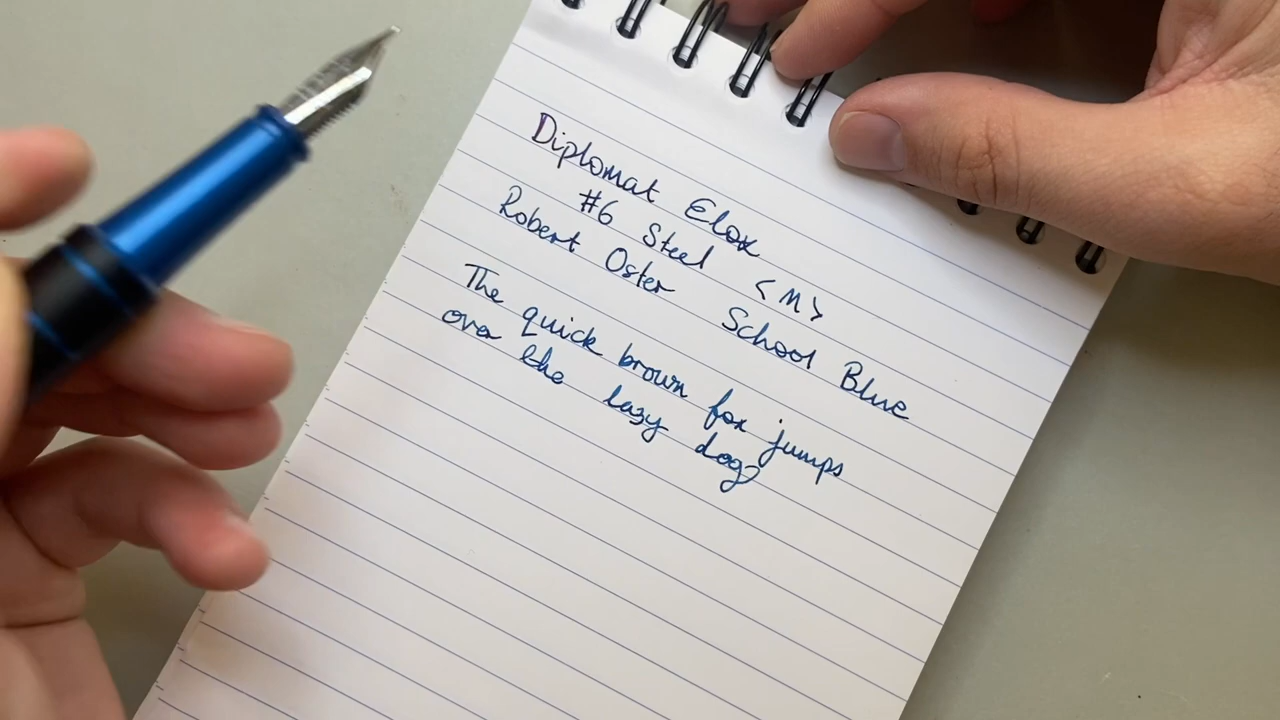 Diplomat Elox
#6 Steel <M>
Robert Oster School Blue
The quick brown fox jumps
over the lazy dog